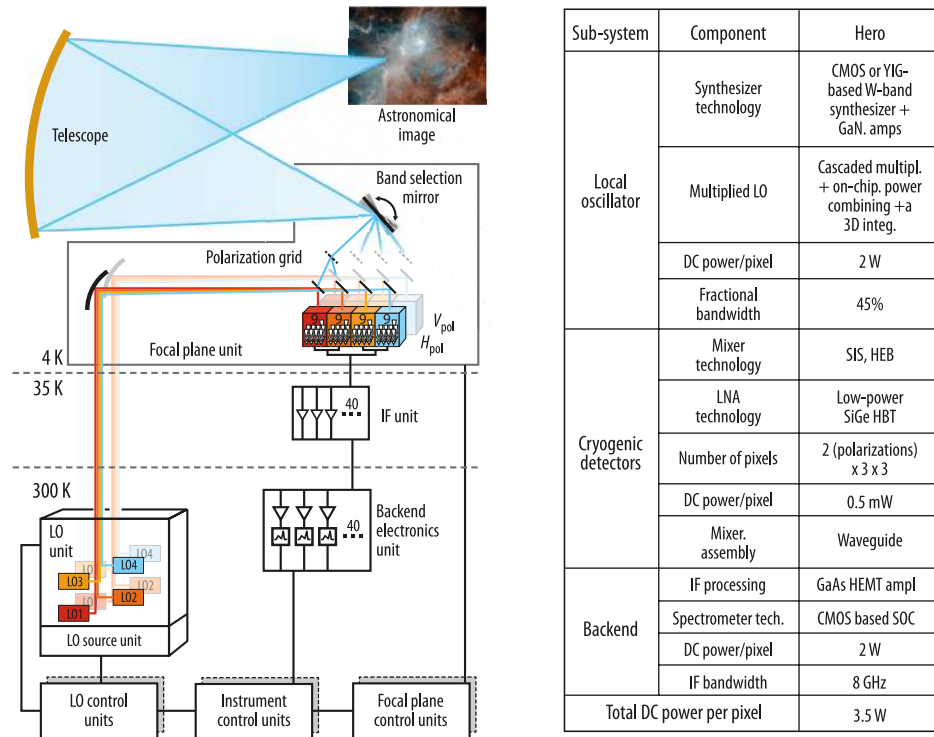 Telescope
Astronomical
image
Band selection
mirror
Polarization grid
9 9 9 9
V pol
H pol
Focal plane unit
4 K
35 K
40
IF unit
300 K
LO
unit
LO4
LO4
LO3
LO2
LO2
LO1
LO source unit
40
Backend
electronics
unit
LO control
units
Instrument
control units
Focal plane
control units
Sub-system Component Hero
Local
oscillator
Synthesizer
technology
CMOS or YIG-
based W-band
synthesizer +
GaN. amps
Multiplied LO
Cascaded multipl.
+ on-chip. power
combining +a
3D integ.
DC power/pixel 2 W
Fractional
bandwidth
45%
Cryogenic
detectors
Mixer
technology
SIS, HEB
LNA
technology
Low-power
SiGe HBT
Number of pixels
2 (polarizations)
x 3 x 3
DC power/pixel 0.5 mW
Mixer.
assembly
Waveguide
Backend
IF processing GaAs HEMT ampl
Spectrometer tech. CMOS based SOC
DC power/pixel 2 W
IF bandwidth 8 GHz
Total DC power per pixel 3.5 W